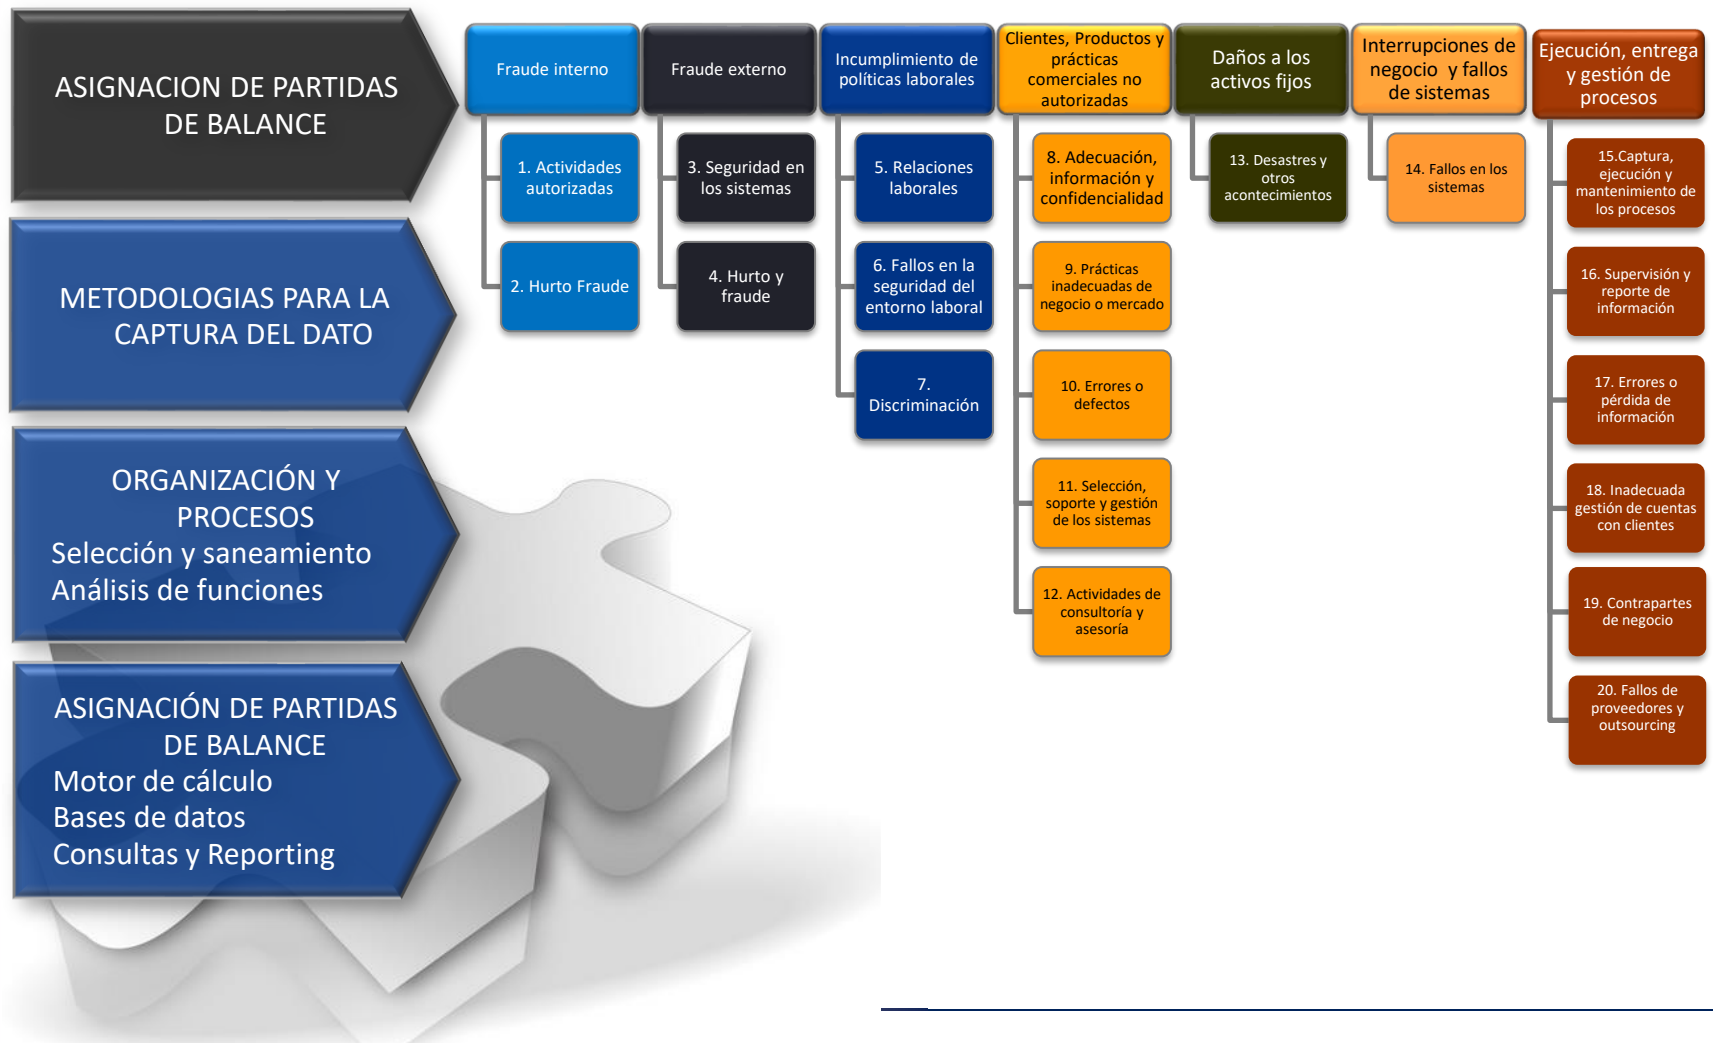 ASIGNACION DE PARTIDAS
DE BALANCE
METODOLOGIAS PARA LA
CAPTURA DEL DATO
ORGANIZACIÓN Y
PROCESOS
Selección y saneamiento
Análisis de funciones
ASIGNACIÓN DE PARTIDAS
DE BALANCE
Motor de cálculo
Bases de datos
Consultas y Reporting
Fraude interno
1. Actividades
autorizadas
2. Hurto Fraude
Fraude externo
3. Seguridad en
los sistemas
4. Hurto y
fraude
Incumplimiento de
políticas laborales
5. Relaciones
laborales
6. Fallos en la
seguridad del
entorno laboral
7.
Discriminación
Clientes, Productos y
prácticas
comerciales no
autorizadas
8. Adecuación,
información y
confidencialidad
9. Prácticas
inadecuadas de
negocio o mercado
10. Errores o
defectos
11. Selección,
soporte y gestión
de los sistemas
12. Actividades de
consultoría y
asesoría
Daños a los
activos fijos
13. Desastres y
otros
acontecimientos
Interrupciones de
negocio y fallos
de sistemas
14. Fallos en los
sistemas
Ejecución, entrega
y gestión de
procesos
15.Captura,
ejecución y
mantenimiento de
los procesos
16. Supervisión y
reporte de
información
17. Errores o
pérdida de
información
18. Inadecuada
gestión de cuentas
con clientes
19. Contrapartes
de negocio
20. Fallos de
proveedores y
outsourcing